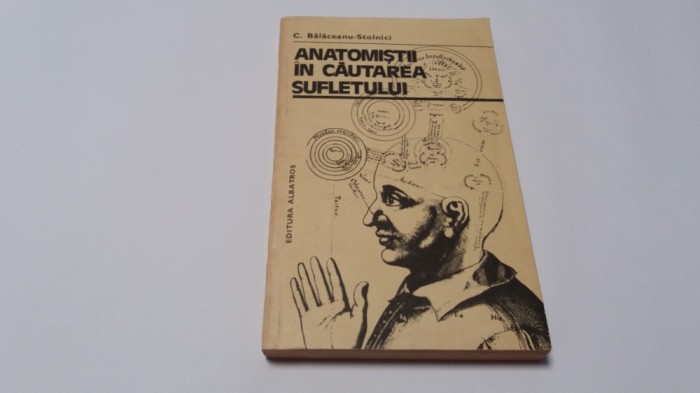 C. Bălăceanu-Stolnici
ANATOMIȘTII
ÎN CĂUTAREA
SUFLETULUI
EDITURA ALBATROS